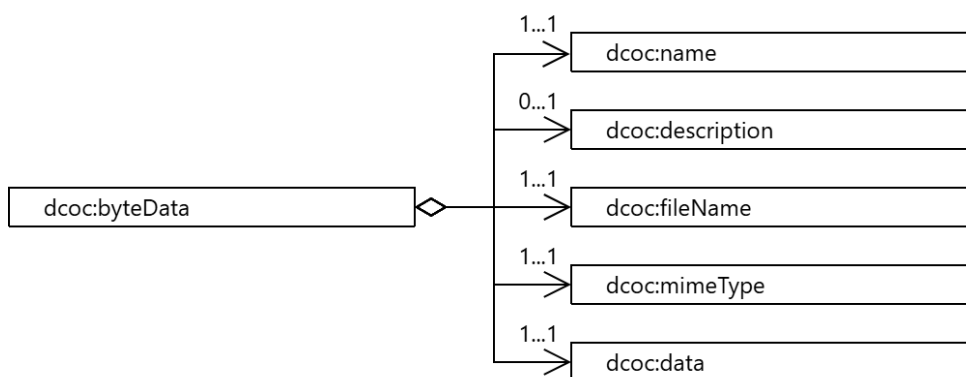 1...1
dcoc:name
0...1
dcoc:description
1...1
dcoc:byteData
dcoc:fileName
1...1
dcoc:mimeType
1...1
dcoc:data